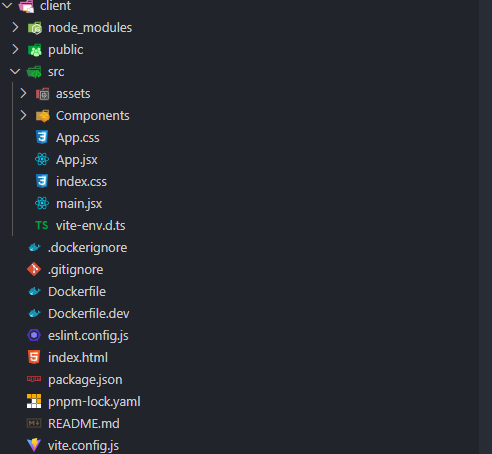 client
node_modules
public
src
assets
Components
App.css
App.jsx
index.css
main.jsx
TS vite-env.d.ts
.dockerignore
.gitignore
Dockerfile
Dockerfile.dev
eslint.config.js
index.html
package.json
pnpm-lock.yaml
README.md
vite.config.js